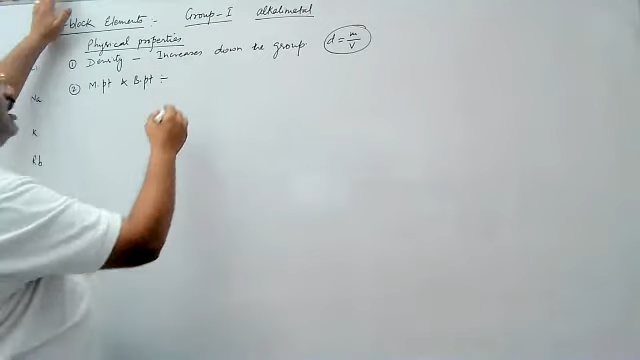 -block Elements :- Group-I alkalimetal
Physical properties
① Density - Increases down the group d = m/V
② M.pt & B.pt :-
Na
K
Rb